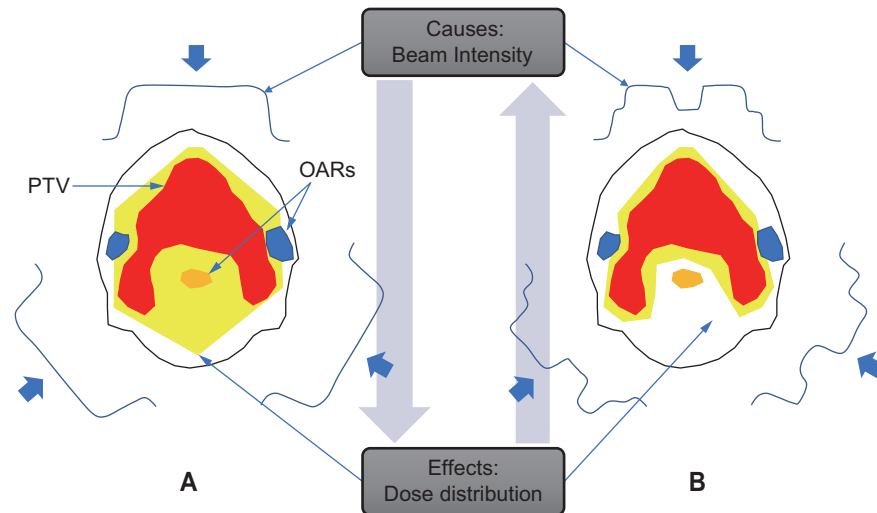 Causes:
Beam Intensity
PTV
OARs
Effects:
Dose distribution
A
B